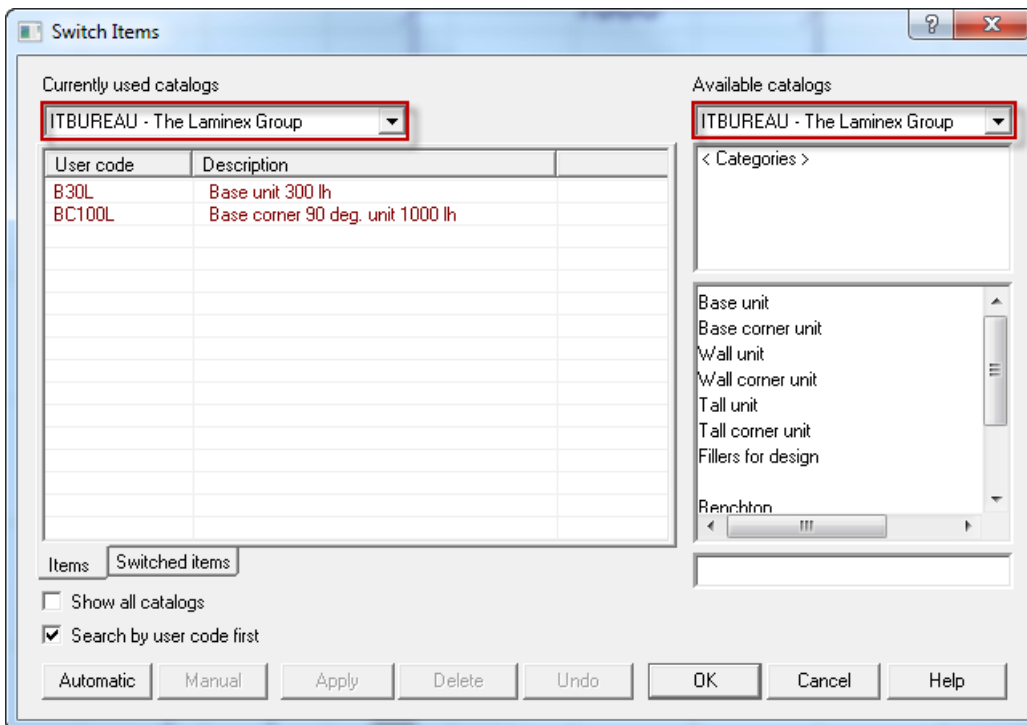 Switch Items
?
X
Currently used catalogs
ITBUREAU - The Laminex Group
User code Description
B30L Base unit 300 lh
BC100L Base corner 90 deg. unit 1000 lh
Items Switched items
Show all catalogs
Search by user code first
Available catalogs
ITBUREAU - The Laminex Group
< Categories >
Base unit
Base corner unit
Wall unit
Wall corner unit
Tall unit
Tall corner unit
Fillers for design
Benchtop
Automatic Manual Apply Delete Undo OK Cancel Help